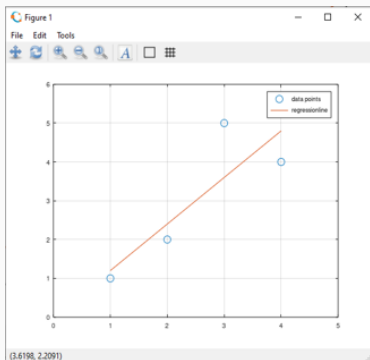 Figure 1
File Edit Tools
A
data points
regressionline
6
5
4
3
2
1
0
0 1 2 3 4 5
(3.6198, 2.2091)